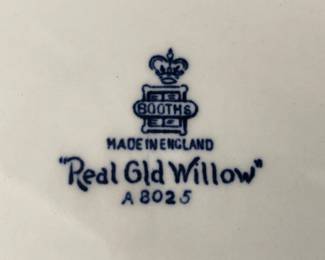 BOOTHS
MADE IN ENGLAND
"Real Old Willow"
A 8025